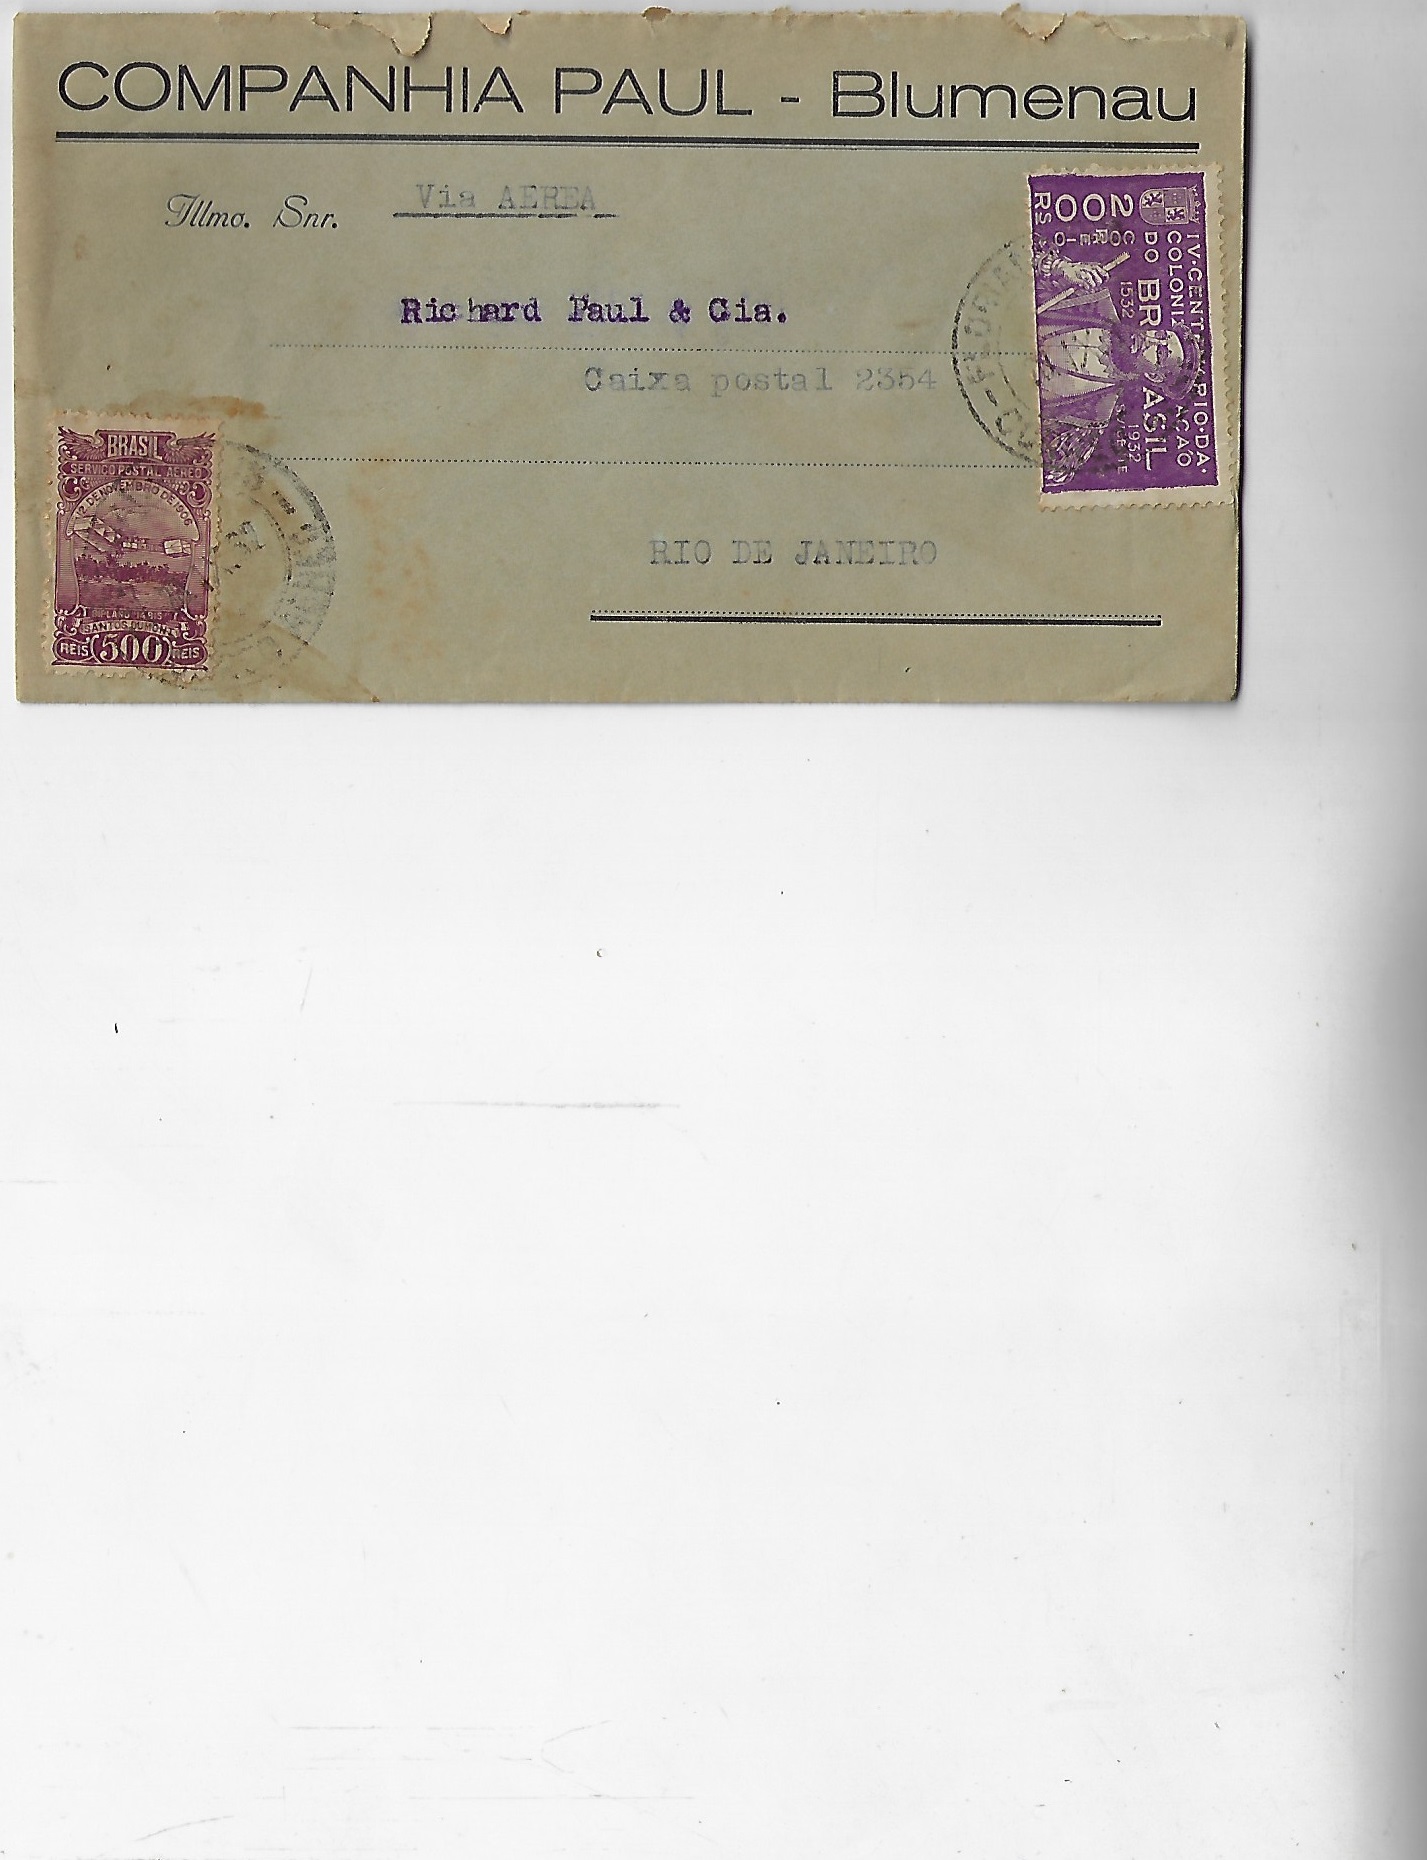 COMPANHIA PAUL - Blumenau
Illmo. Snr.
Via AEREA
Richard Paul & Cia.
Caixa postal 2354
RIO DE JANEIRO
IV·CENTENARIO·DA·
COLONIZAÇÃO
DO BRASIL
1532 1932
CORREIO
200
RS
BRASIL
SERVIÇO POSTAL AEREO
12 DE NOVEMBRO DE 1906
SANTOS DUMONT
REIS 500 REIS